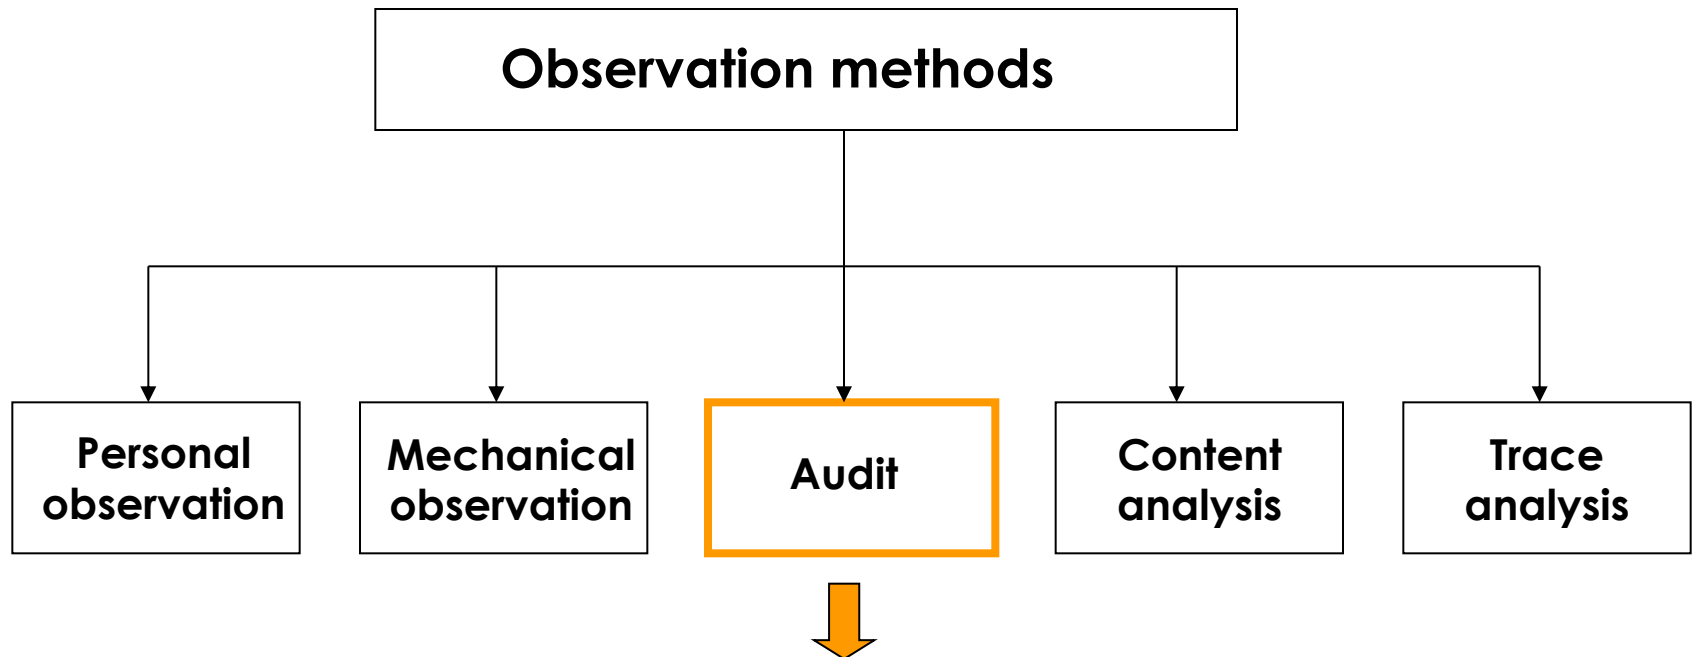 Observation methods
Personal
observation
Mechanical
observation
Audit
Content
analysis
Trace
analysis